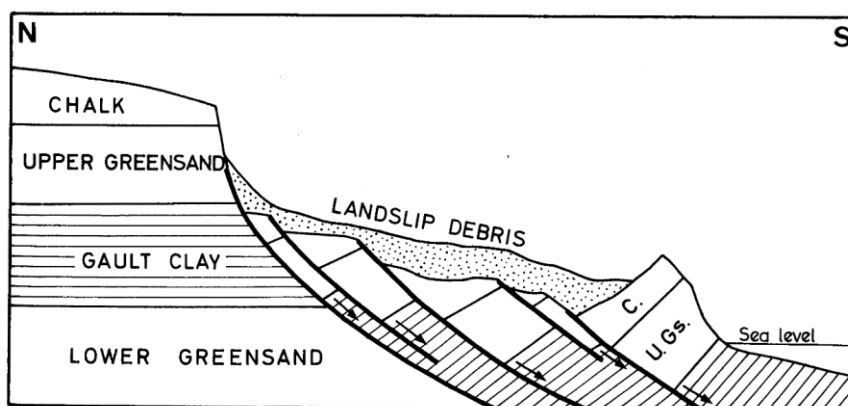 N
S
CHALK
UPPER GREENSAND
LANDSLIP DEBRIS
GAULT CLAY
C.
U.Gs.
Sea level
LOWER GREENSAND